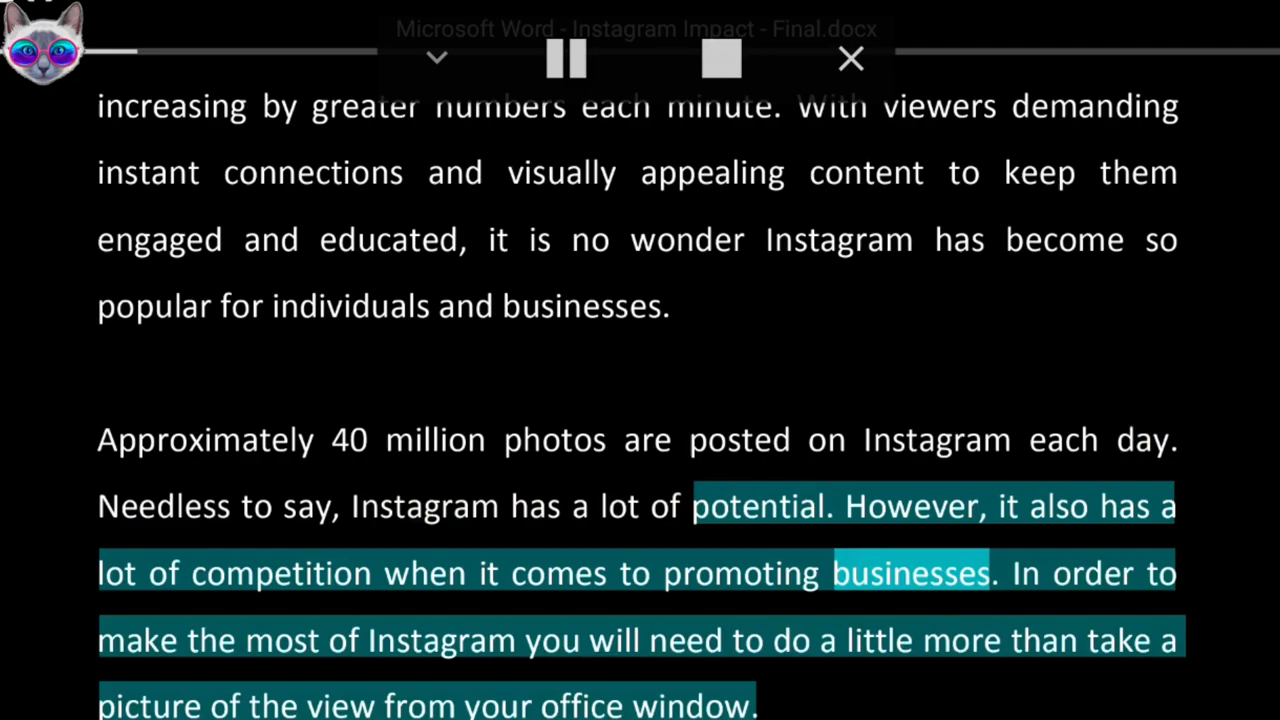 Microsoft Word - Instagram Impact - Final.docx
increasing by greater numbers each minute. With viewers demanding
instant connections and visually appealing content to keep them
engaged and educated, it is no wonder Instagram has become so
popular for individuals and businesses.
Approximately 40 million photos are posted on Instagram each day.
Needless to say, Instagram has a lot of potential. However, it also has a
lot of competition when it comes to promoting businesses. In order to
make the most of Instagram you will need to do a little more than take a
picture of the view from your office window.